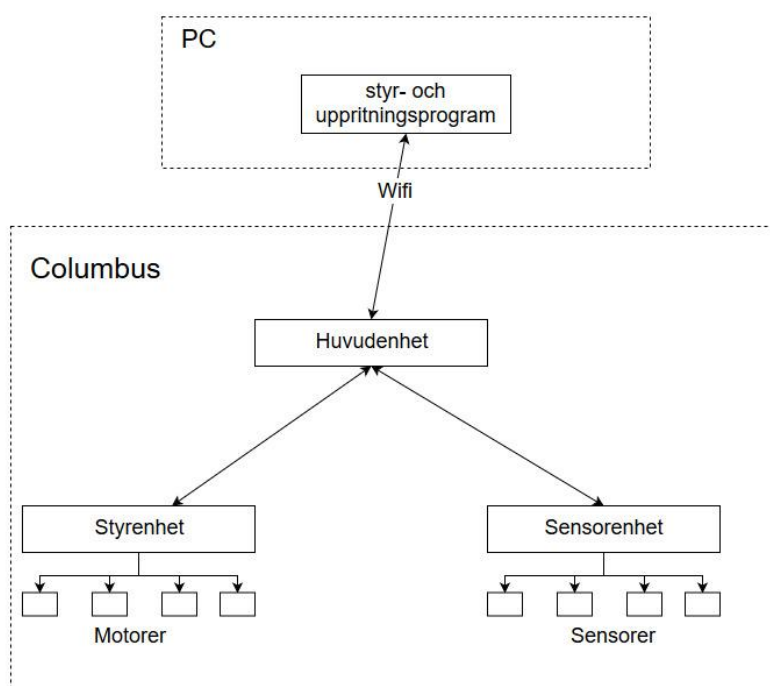 PC
styr- och
uppritningsprogram
Wifi
Columbus
Huvudenhet
Styrenhet
Sensorenhet
Motorer
Sensorer